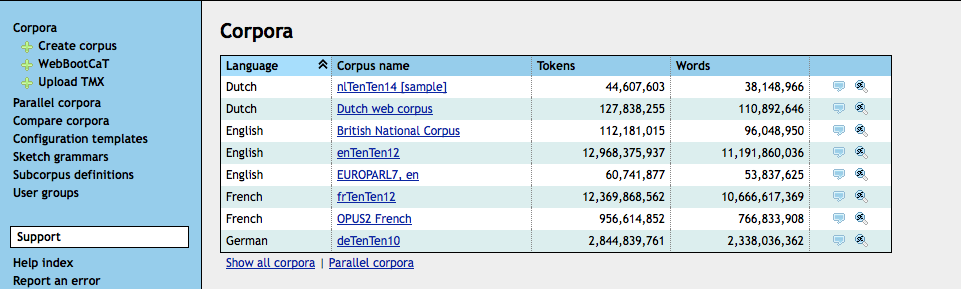 Corpora
Create corpus
WebBootCaT
Upload TMX
Parallel corpora
Compare corpora
Configuration templates
Sketch grammars
Subcorpus definitions
User groups
Support
Help index
Report an error
Corpora
Language Corpus name Tokens Words
Dutch nlTenTen14 [sample] 44,607,603 38,148,966
Dutch Dutch web corpus 127,838,255 110,892,646
English British National Corpus 112,181,015 96,048,950
English enTenTen12 12,968,375,937 11,191,860,036
English EUROPARL7, en 60,741,877 53,837,625
French frTenTen12 12,369,868,562 10,666,617,369
French OPUS2 French 956,614,852 766,833,908
German deTenTen10 2,844,839,761 2,338,036,362
Show all corpora | Parallel corpora